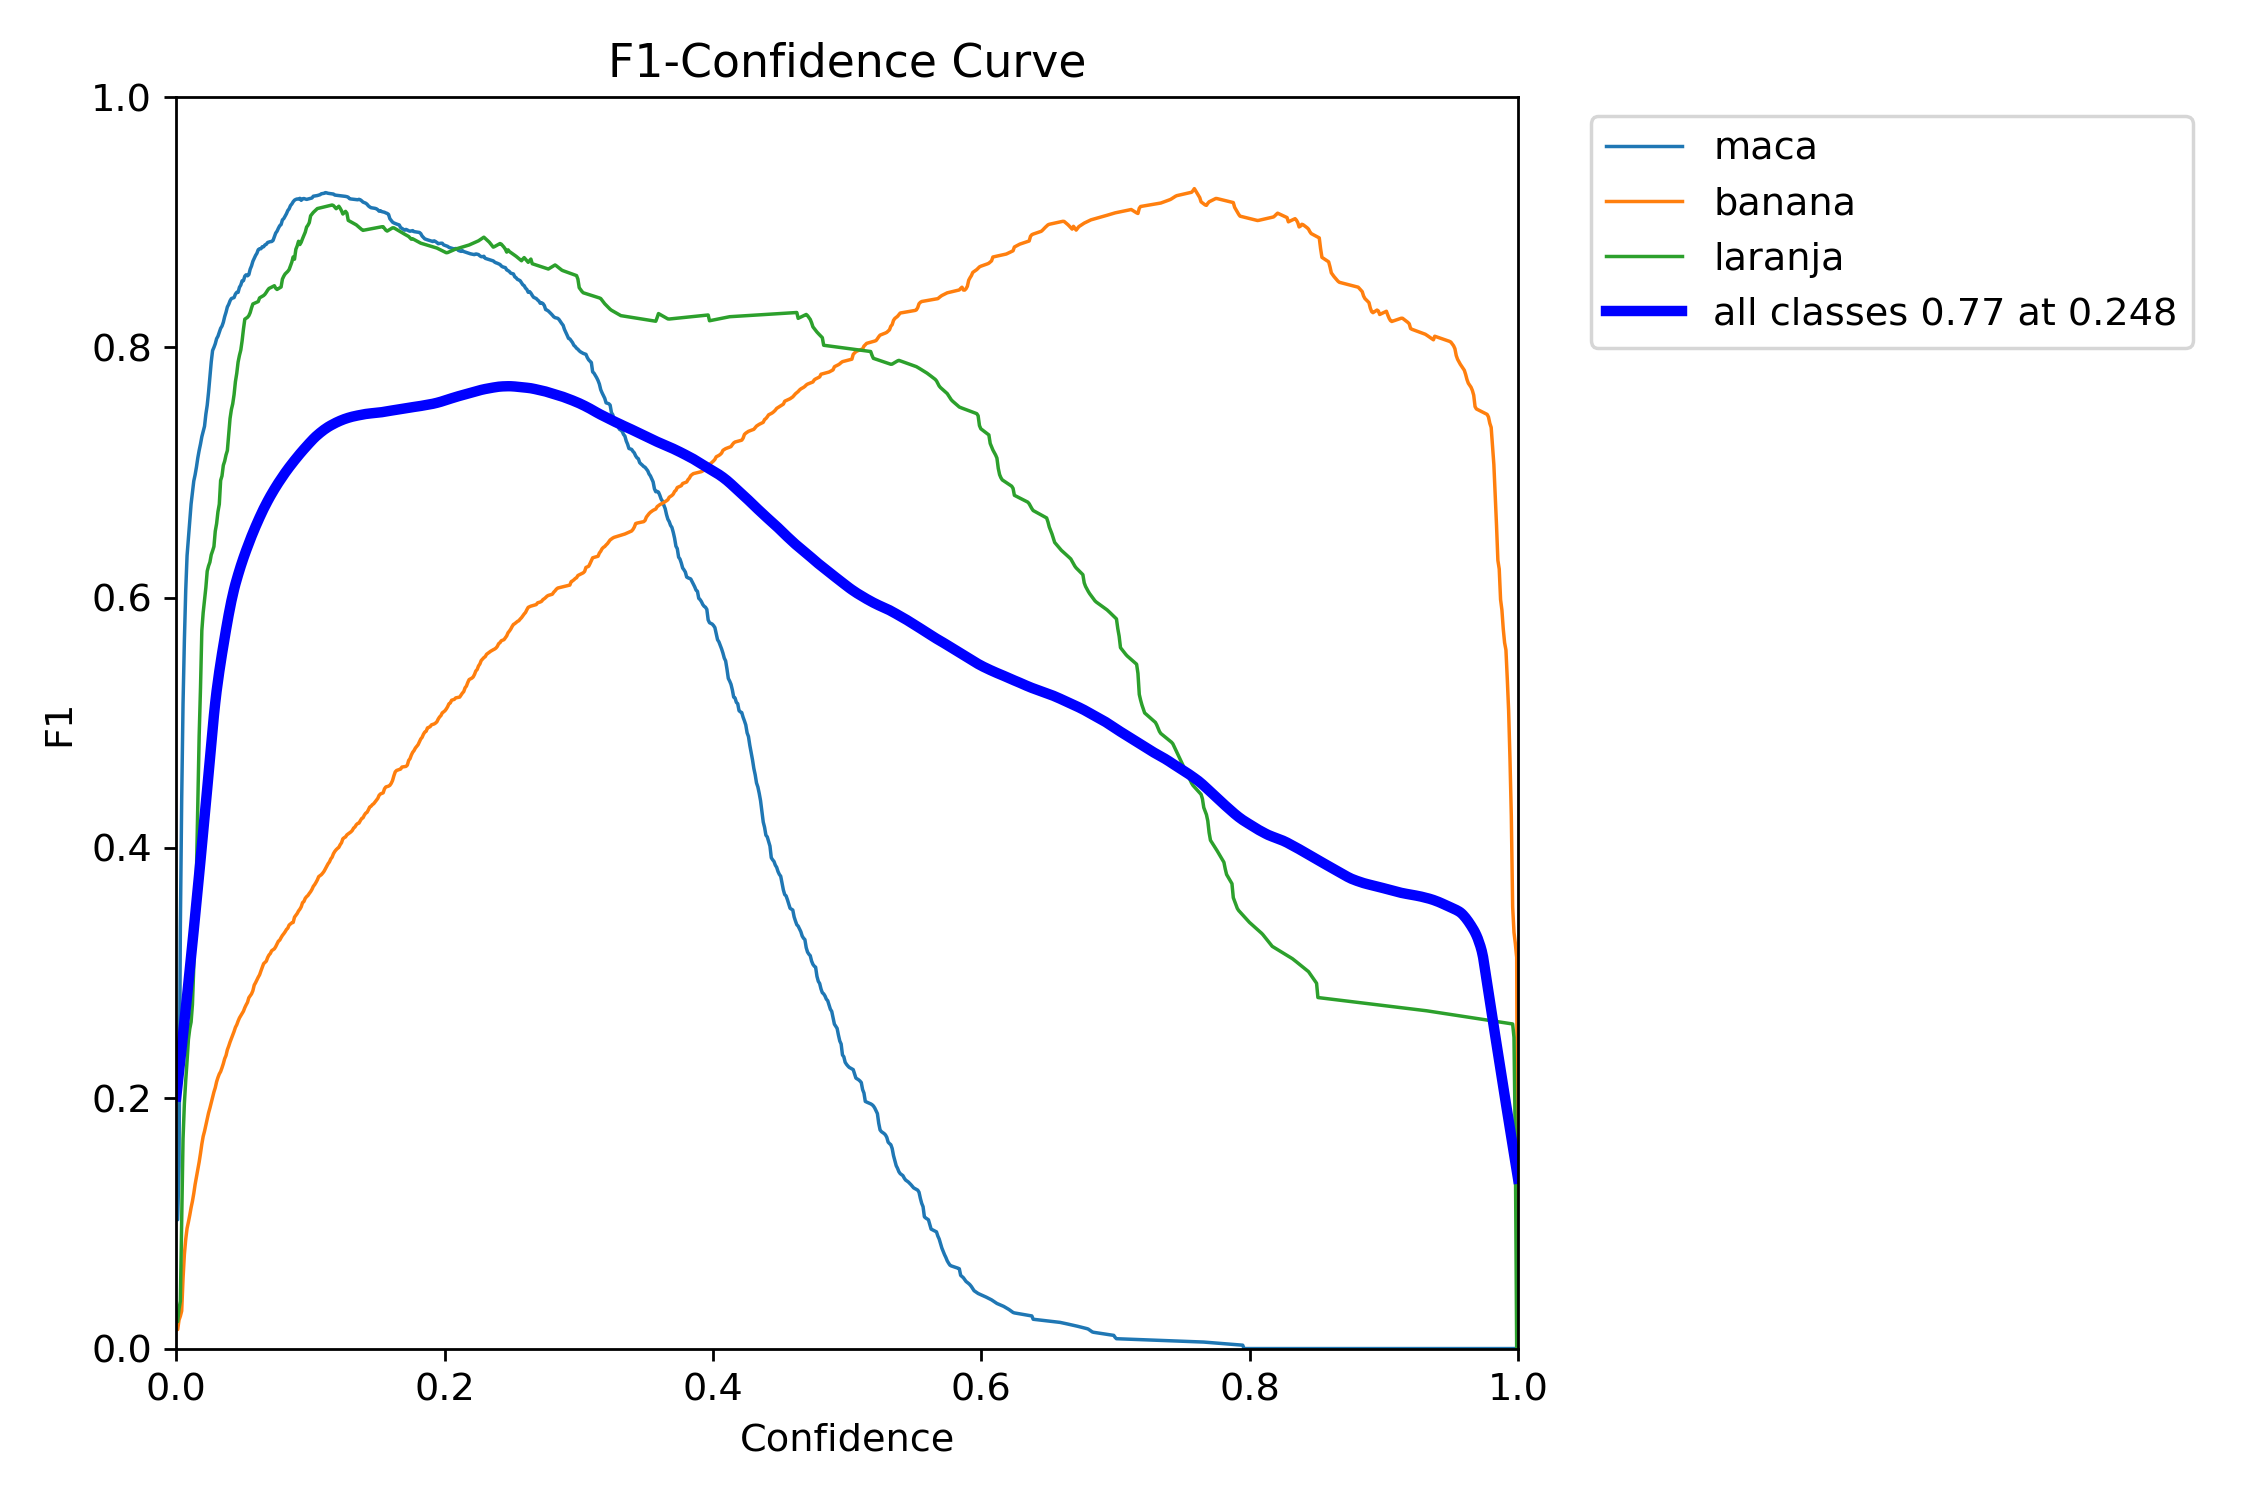 F1-Confidence Curve
1.0
0.8
0.6
0.4
0.2
0.0
F1
0.0 0.2 0.4 0.6 0.8 1.0
Confidence
maca
banana
laranja
all classes 0.77 at 0.248